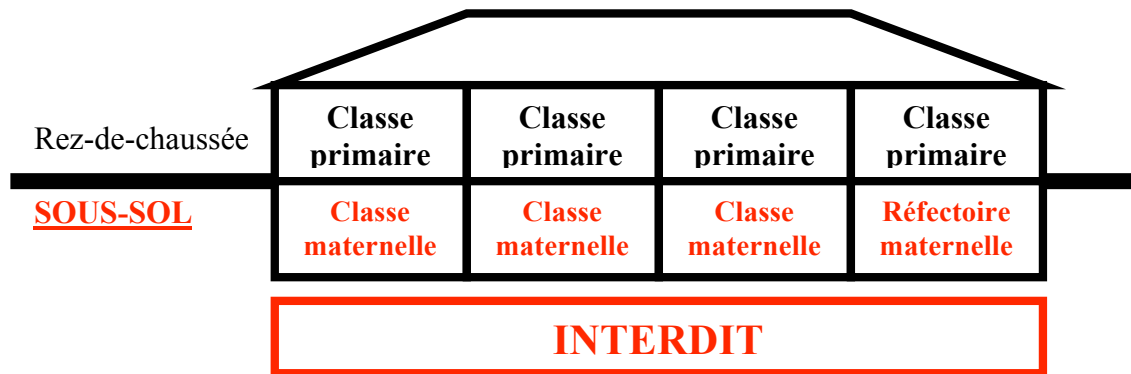 Classe Classe Classe Classe
Rez-de-chaussée primaire primaire primaire primaire
SOUS-SOL Classe Classe Classe Réfectoire
maternelle maternelle maternelle maternelle
INTERDIT